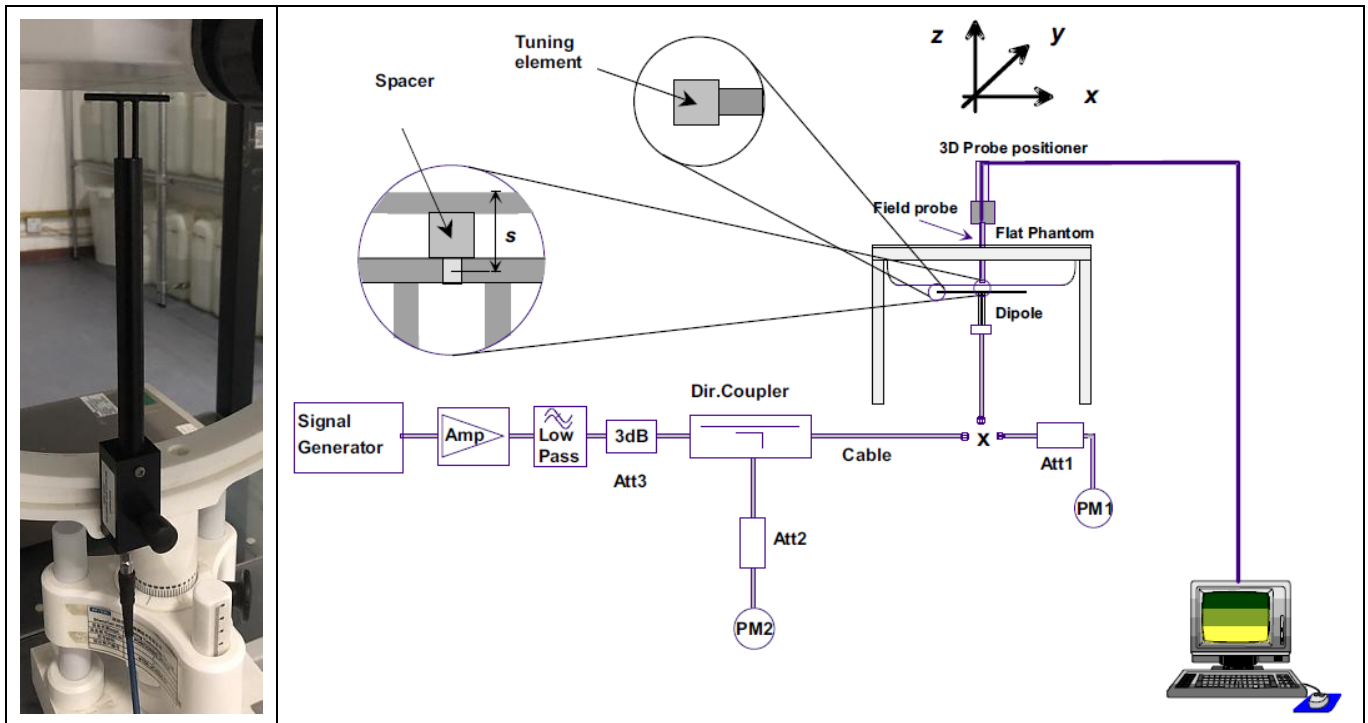 Tuning
element
Spacer
s
z
y
x
3D Probe positioner
Field probe
Flat Phantom
Dipole
Dir.Coupler
Signal
Generator
Amp
Low
Pass
3dB
Att3
Cable
x
Att1
PM1
Att2
PM2